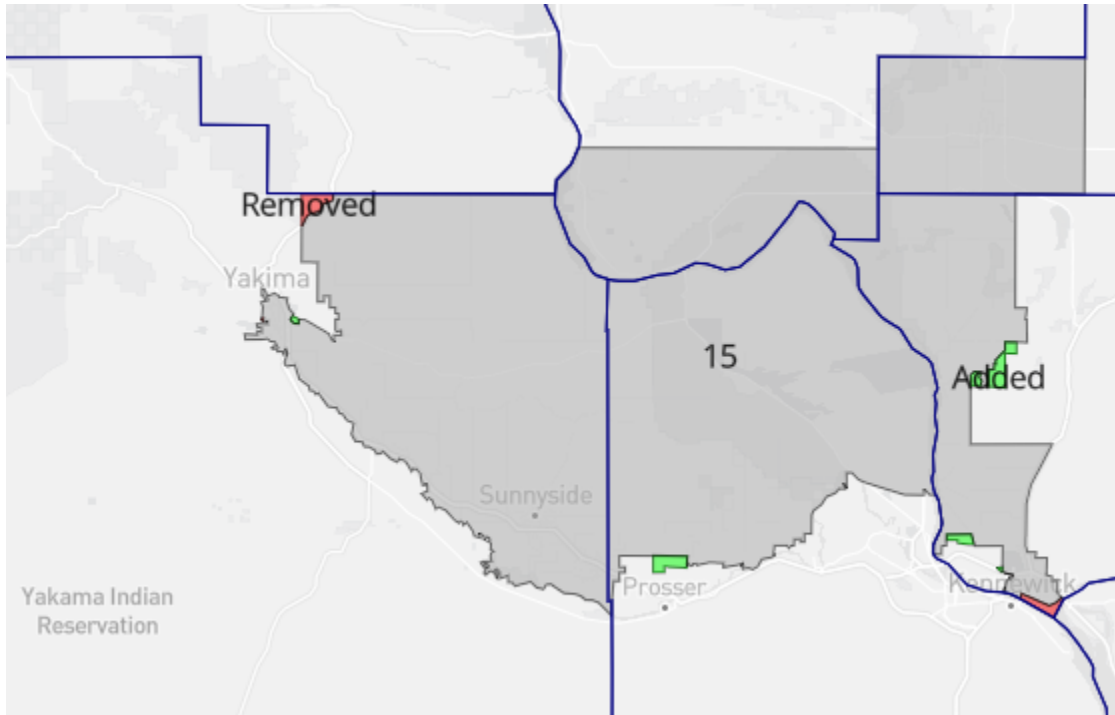 Removed
Yakima
15
Added
Sunnyside
Prosser
Kennewick
Yakama Indian
Reservation